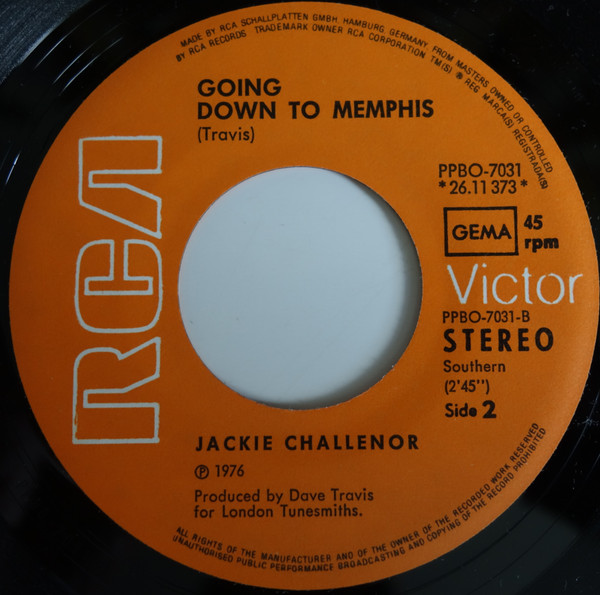 MADE BY RCA SCHALLPLATTEN GMBH, HAMBURG, GERMANY, FROM MASTERS OWNED OR CONTROLLED
BY RCA RECORDS TRADEMARK OWNER RCA CORPORATION TM(S) ® REG MARCA(S) REGISTRADA(S)
GOING
DOWN TO MEMPHIS
(Travis)
RCA
PPBO-7031
* 26.11 373 *
GEMA
45
rpm
Victor
PPBO-7031-B
STEREO
Southern
(2'45")
Side 2
JACKIE CHALLENOR
℗ 1976
Produced by Dave Travis
for London Tunesmiths.
ALL RIGHTS OF THE MANUFACTURER AND OF THE OWNER OF THE RECORDED WORK RESERVED
UNAUTHORISED PUBLIC PERFORMANCE BROADCASTING AND COPYING OF THE RECORD PROHIBITED